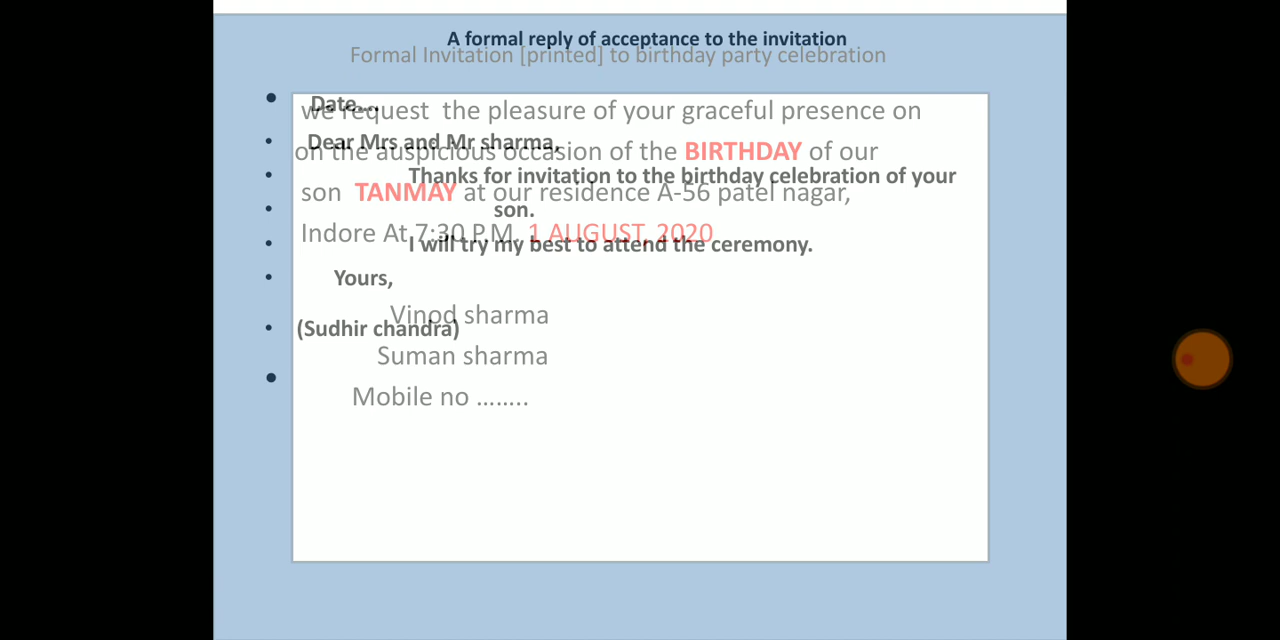 A formal reply of acceptance to the invitation
Formal Invitation [printed] to birthday party celebration
Date....
we request the pleasure of your graceful presence on
Dear Mrs and Mr sharma,
on the auspicious occasion of the BIRTHDAY of our
Thanks for invitation to the birthday celebration of your
son TANMAY at our residence A-56 patel nagar,
son.
Indore At 7:30 P.M. 1 AUGUST, 2020
I will try my best to attend the ceremony.
Yours,
Vinod sharma
(Sudhir chandra)
Suman sharma
Mobile no ........